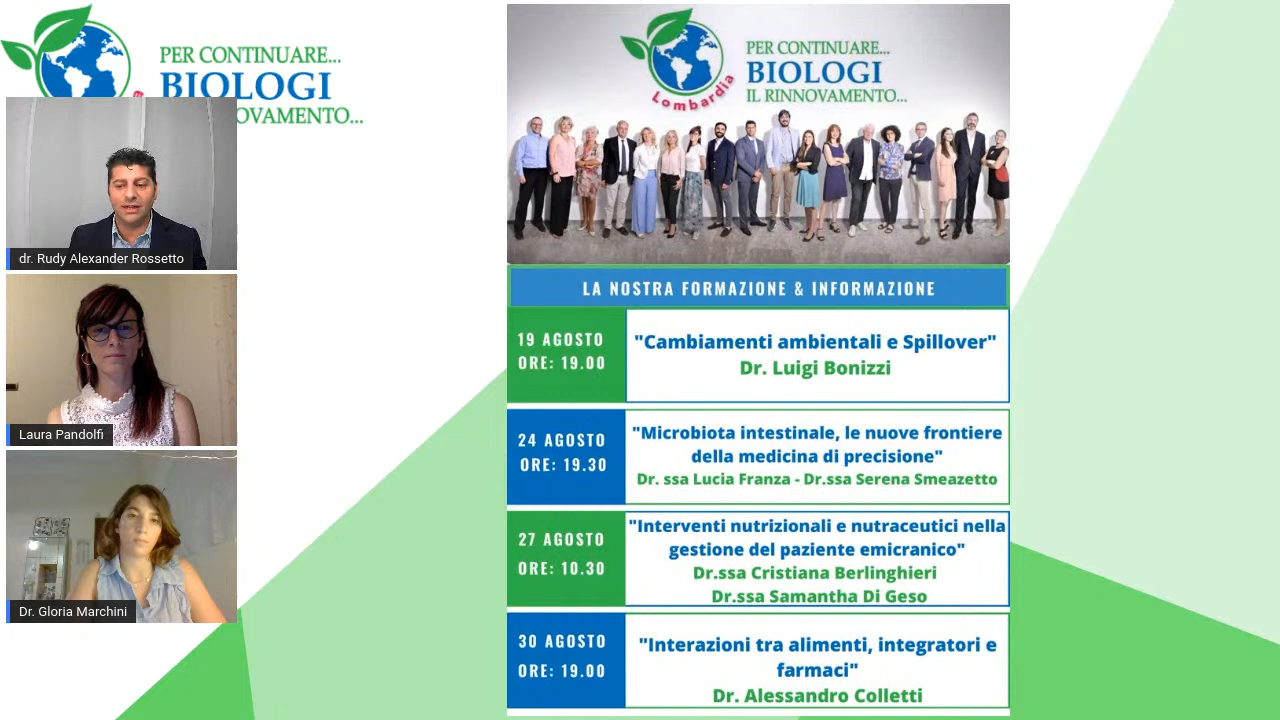 PER CONTINUARE...
BIOLOGI
OVAMENTO...
dr. Rudy Alexander Rossetto
Laura Pandolfi
Dr. Gloria Marchini
PER CONTINUARE...
BIOLOGI
IL RINNOVAMENTO...
Lombardia
LA NOSTRA FORMAZIONE & INFORMAZIONE
19 AGOSTO
ORE: 19.00
"Cambiamenti ambientali e Spillover"
Dr. Luigi Bonizzi
24 AGOSTO
ORE: 19.30
"Microbiota intestinale, le nuove frontiere
della medicina di precisione"
Dr. ssa Lucia Franza - Dr.ssa Serena Smeazetto
27 AGOSTO
ORE: 10.30
"Interventi nutrizionali e nutraceutici nella
gestione del paziente emicranico"
Dr.ssa Cristiana Berlinghieri
Dr.ssa Samantha Di Geso
30 AGOSTO
ORE: 19.00
"Interazioni tra alimenti, integratori e
farmaci"
Dr. Alessandro Colletti